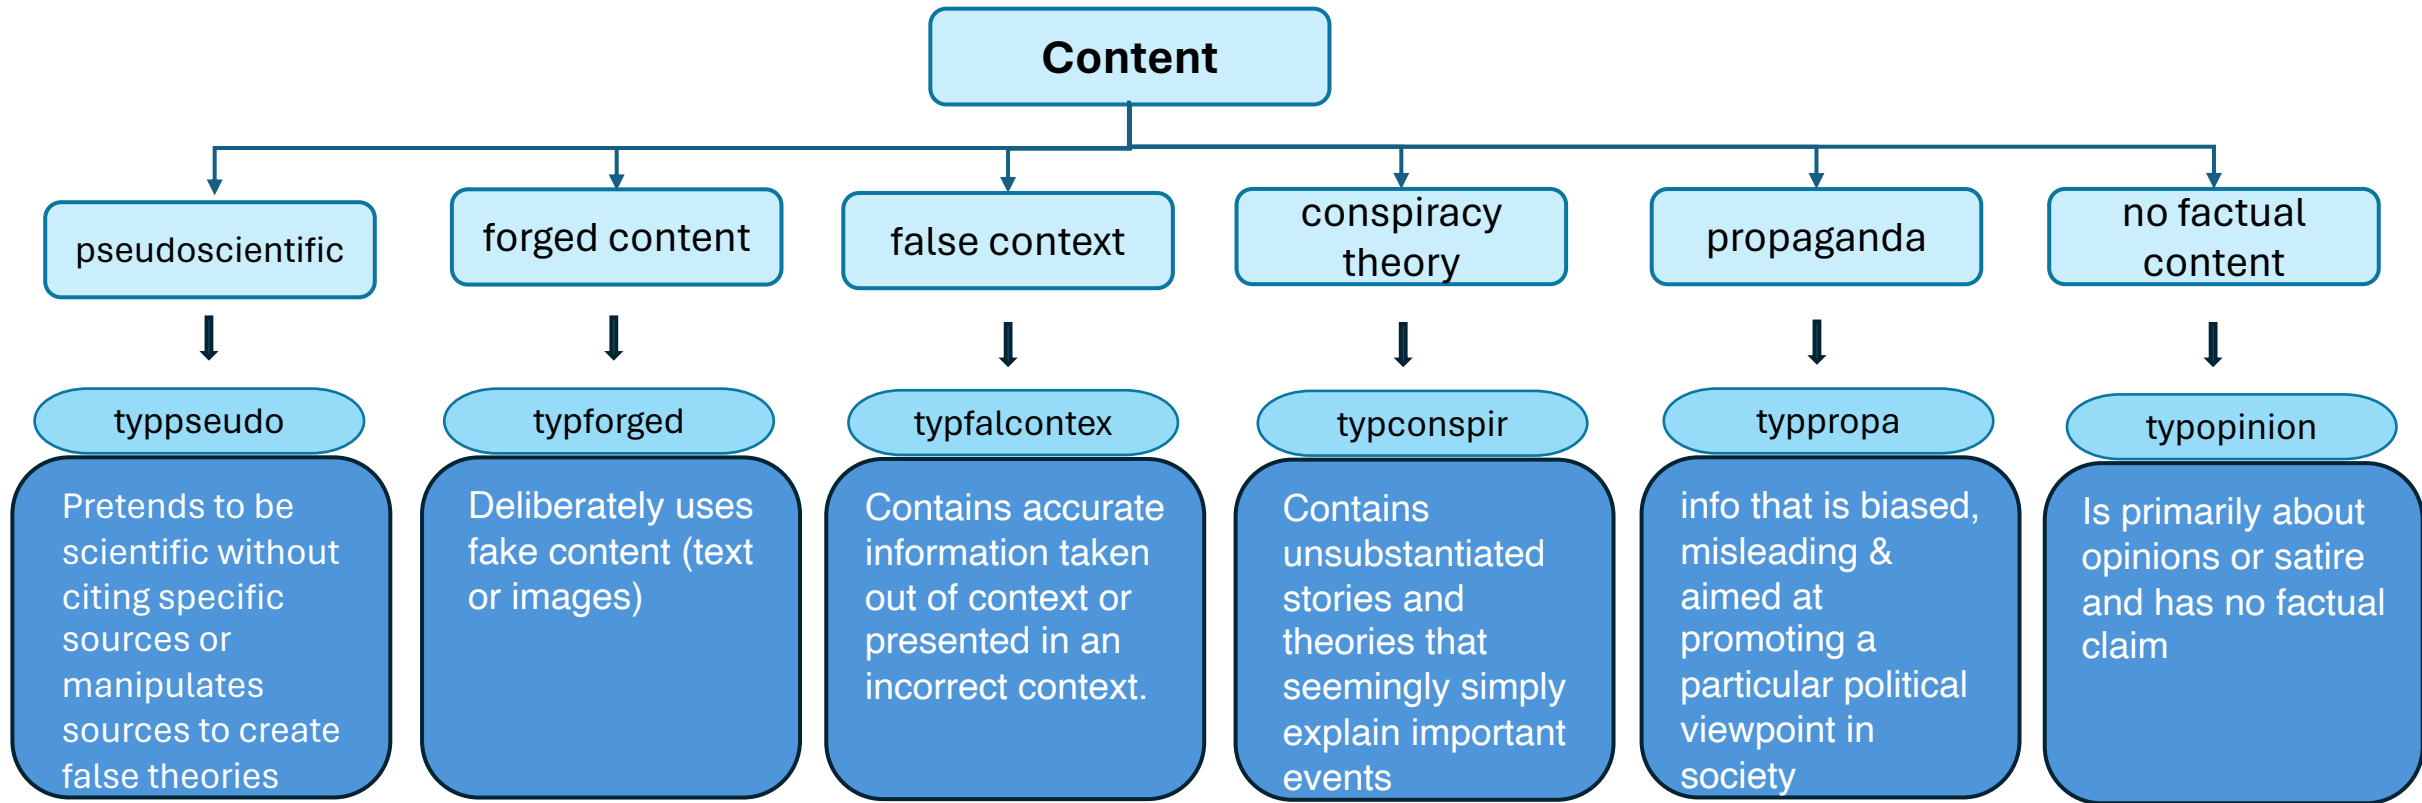 Content
pseudoscientific
forged content
false context
conspiracy
theory
propaganda
no factual
content
typpseudo
typforged
typfalcontex
typconspir
typpropa
typopinion
Pretends to be
scientific without
citing specific
sources or
manipulates
sources to create
false theories
Deliberately uses
fake content (text
or images)
Contains accurate
information taken
out of context or
presented in an
incorrect context.
Contains
unsubstantiated
stories and
theories that
seemingly simply
explain important
events
info that is biased,
misleading &
aimed at
promoting a
particular political
viewpoint in
society
Is primarily about
opinions or satire
and has no factual
claim